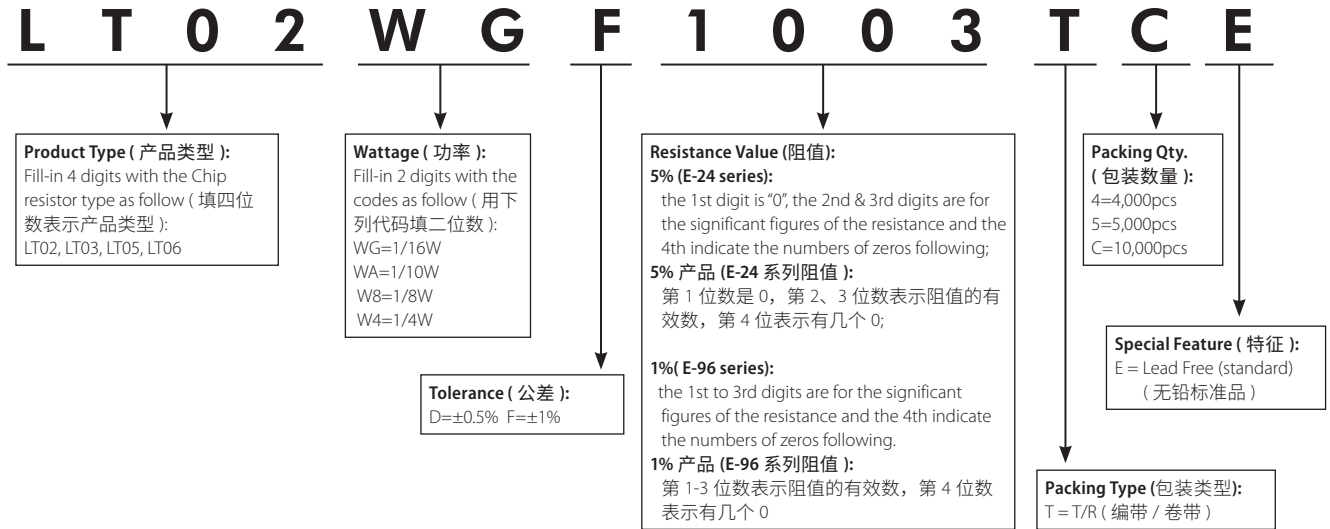 L T 0 2 W G F 1 0 0 3 T C E
Product Type ( 产品类型 ):
Fill-in 4 digits with the Chip
resistor type as follow ( 填四位
数表示产品类型 ):
LT02, LT03, LT05, LT06
Wattage ( 功率 ):
Fill-in 2 digits with the
codes as follow ( 用下
列代码填二位数 ):
WG=1/16W
WA=1/10W
W8=1/8W
W4=1/4W
Tolerance ( 公差 ):
D=±0.5% F=±1%
Resistance Value (阻值):
5% (E-24 series):
the 1st digit is "0", the 2nd & 3rd digits are for
the significant figures of the resistance and the
4th indicate the numbers of zeros following;
5% 产品 (E-24 系列阻值 ):
第 1 位数是 0，第 2、3 位数表示阻值的有
效数，第 4 位表示有几个 0;
1%( E-96 series):
the 1st to 3rd digits are for the significant
figures of the resistance and the 4th indicate
the numbers of zeros following.
1% 产品 (E-96 系列阻值 ):
第 1-3 位数表示阻值的有效数，第 4 位数
表示有几个 0
Packing Qty.
( 包装数量 ):
4=4,000pcs
5=5,000pcs
C=10,000pcs
Special Feature ( 特征 ):
E = Lead Free (standard)
( 无铅标准品 )
Packing Type (包装类型):
T = T/R ( 编带 / 卷带 )